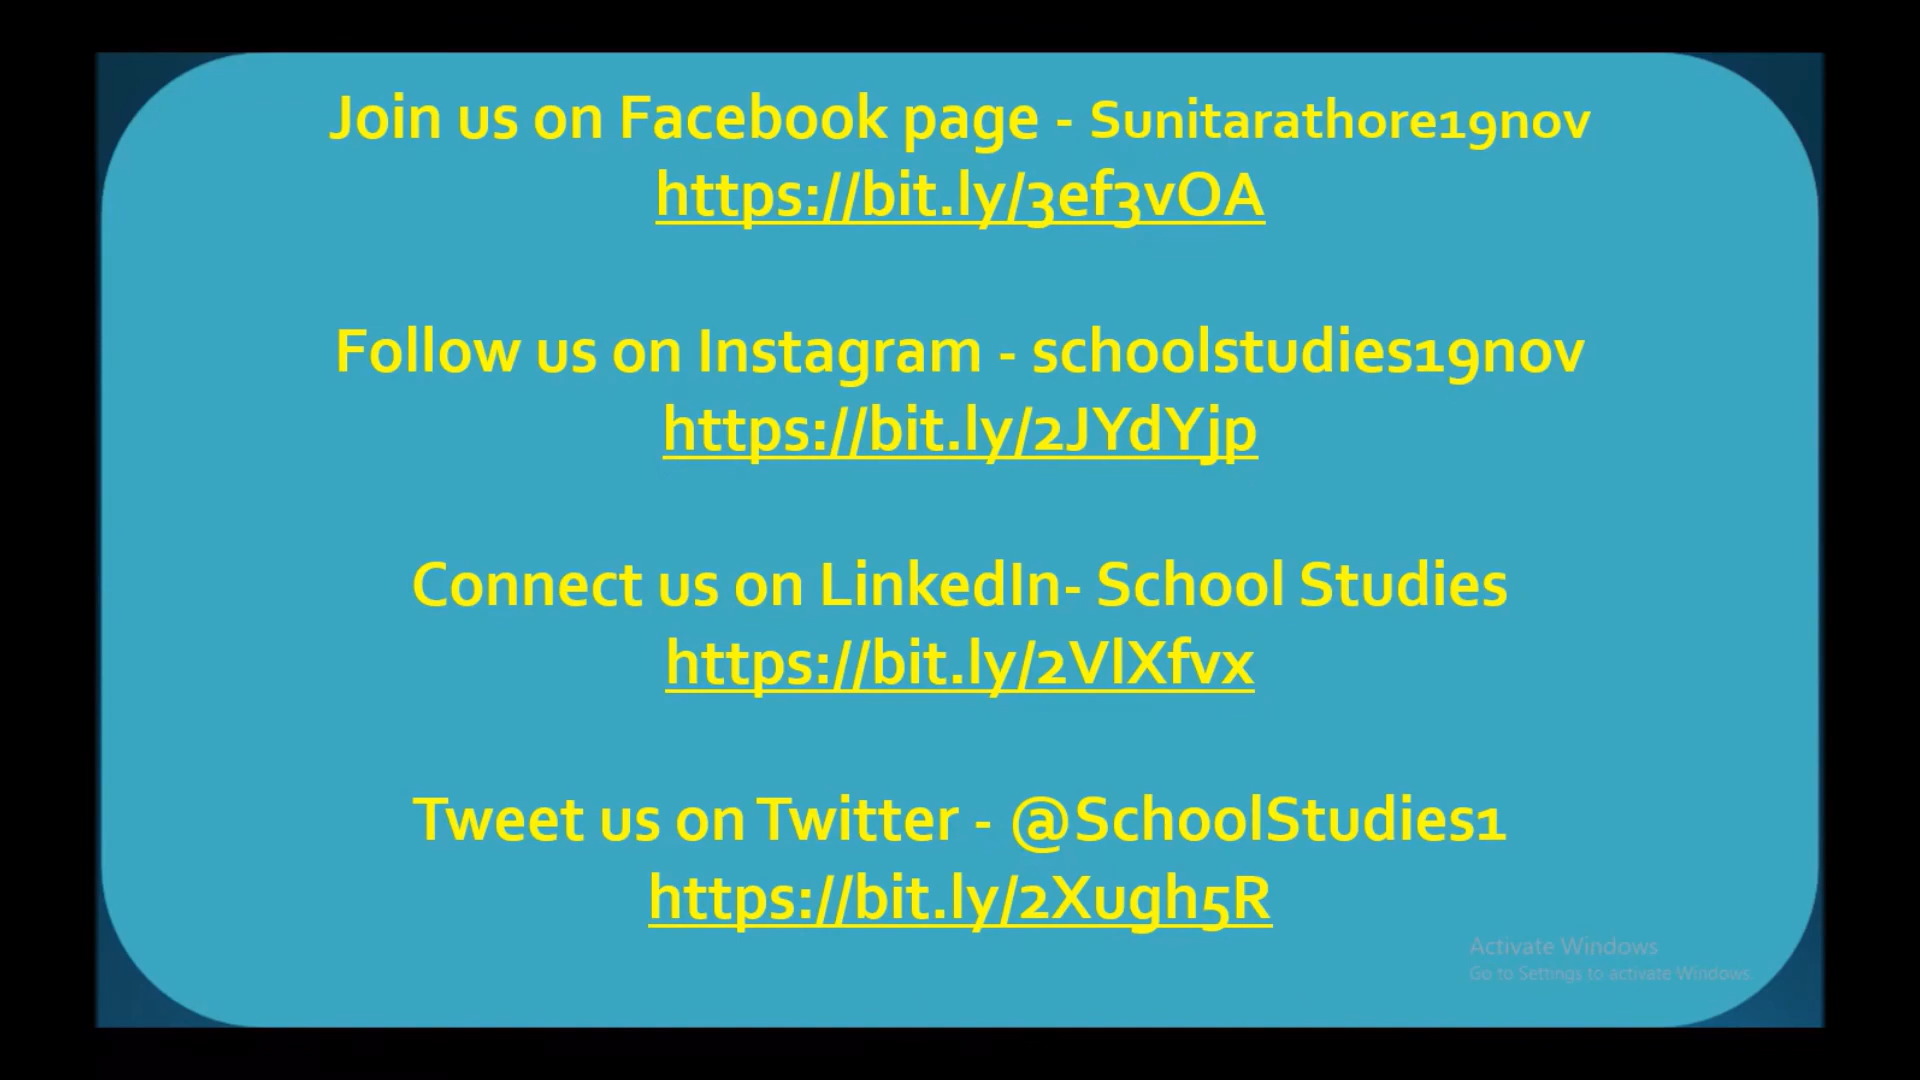 Join us on Facebook page - Sunitarathore19nov
https://bit.ly/3ef3vOA
Follow us on Instagram - schoolstudies19nov
https://bit.ly/2JYdYjp
Connect us on LinkedIn- School Studies
https://bit.ly/2VlXfvx
Tweet us on Twitter - @SchoolStudies1
https://bit.ly/2Xugh5R
Activate Windows
Go to Settings to activate Windows.